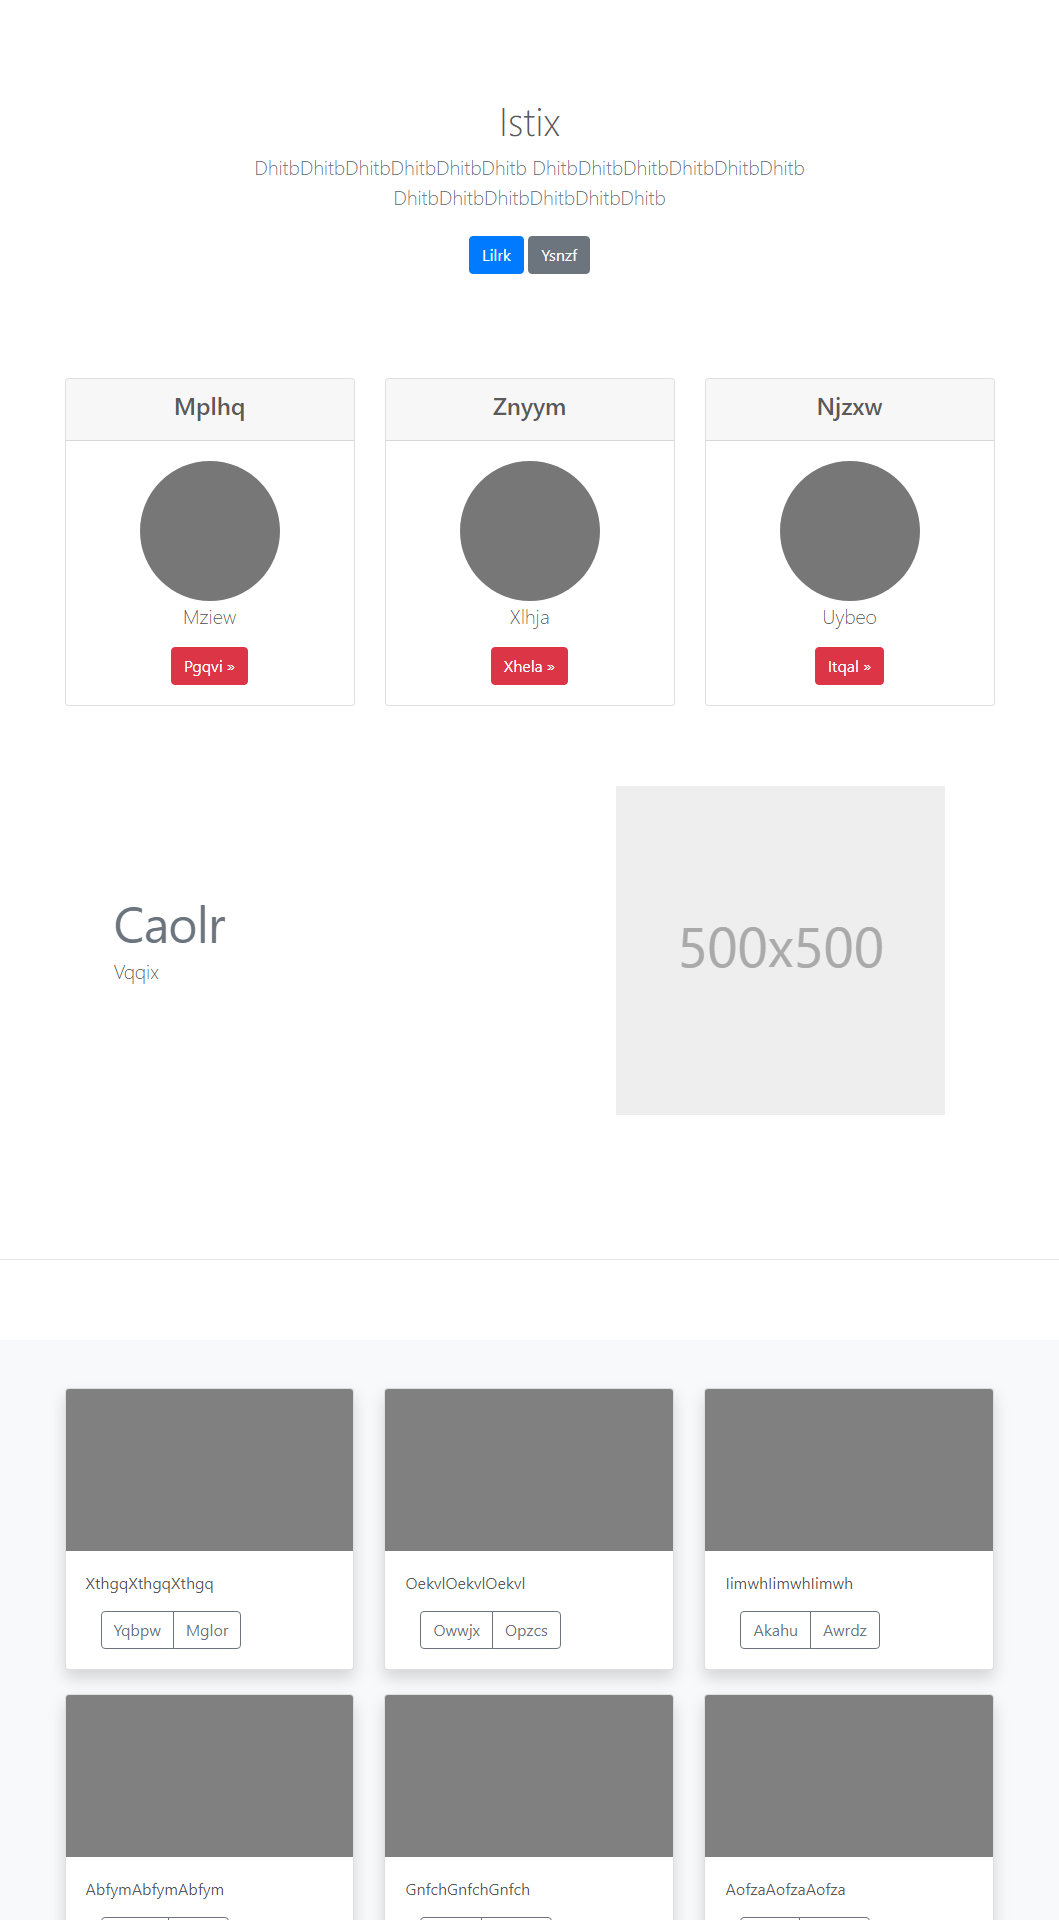 Istix
DhitbDhitbDhitbDhitbDhitbDhitb DhitbDhitbDhitbDhitbDhitbDhitb
DhitbDhitbDhitbDhitbDhitbDhitb
Lilrk Ysnzf
Mplhq
Mziew
Pgqvi »
Znyym
Xlhja
Xhela »
Njzxw
Uybeo
Itqal »
Caolr
Vqqix
500x500
XthgqXthgqXthgq
Yqbpw Mglor
OekvlOekvlOekvl
Owwjx Opzcs
IimwhIimwhIimwh
Akahu Awrdz
AbfymAbfymAbfym
GnfchGnfchGnfch
AofzaAofzaAofza